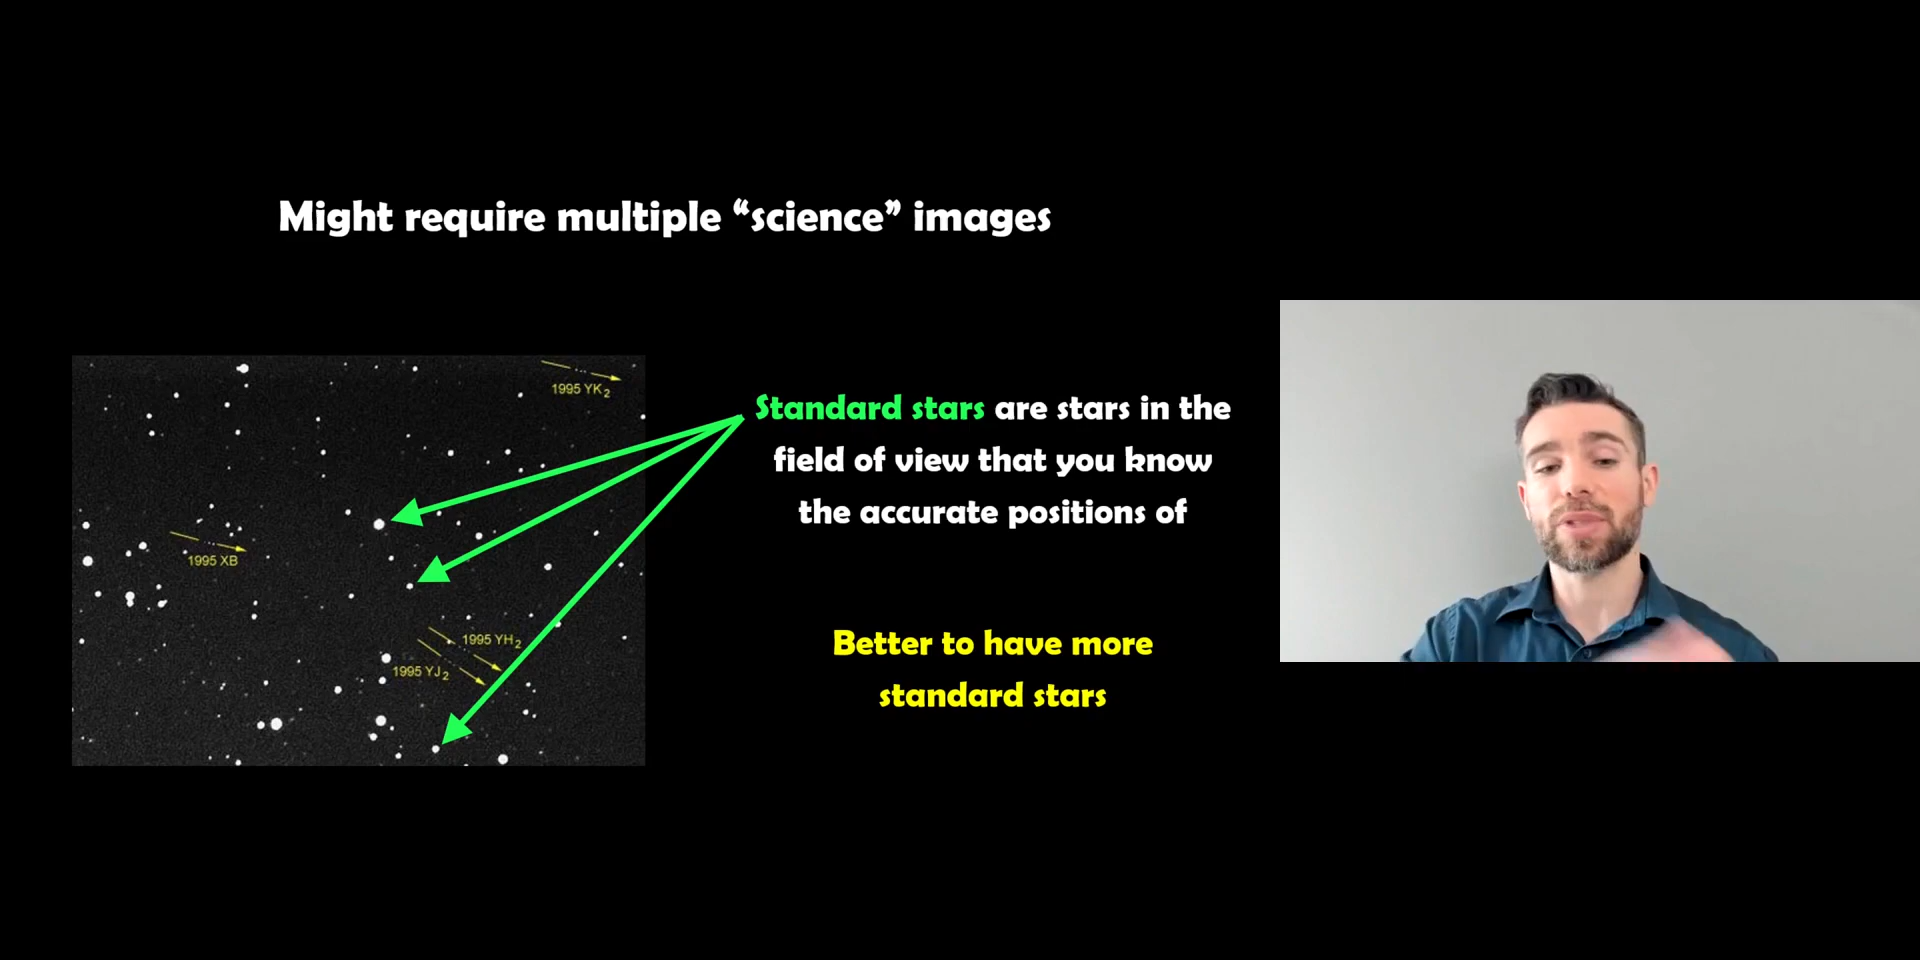 Might require multiple “science” images
1995 YK2
Standard stars are stars in the
field of view that you know
the accurate positions of
1995 XB
1995 YH2
1995 YJ2
Better to have more
standard stars